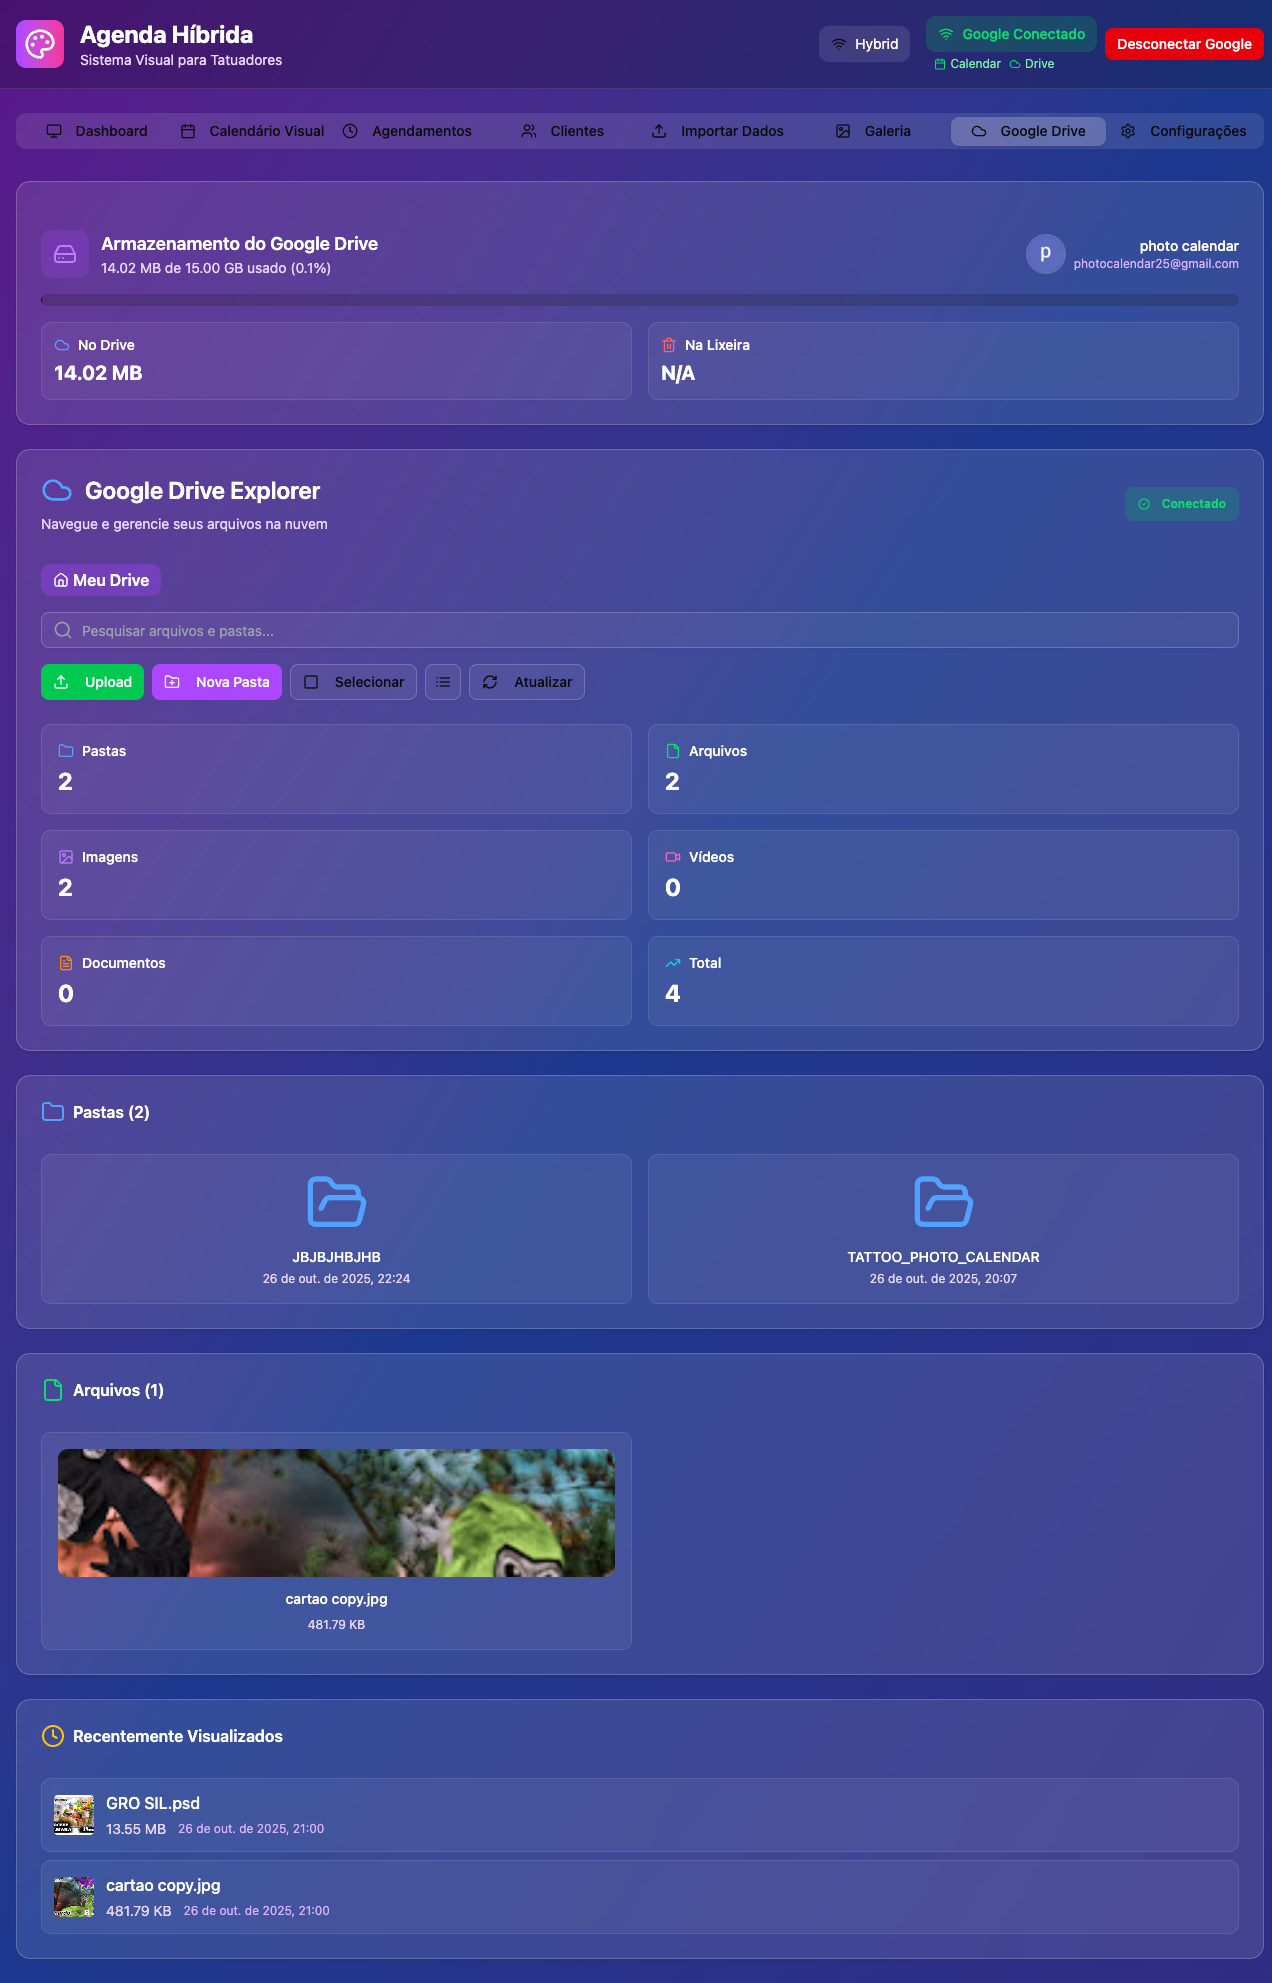 Agenda Híbrida
Sistema Visual para Tatuadores
Hybrid
Google Conectado
Calendar
Drive
Desconectar Google
Dashboard
Calendário Visual
Agendamentos
Clientes
Importar Dados
Galeria
Google Drive
Configurações
Armazenamento do Google Drive
14.02 MB de 15.00 GB usado (0.1%)
p
photo calendar
photocalendar25@gmail.com
No Drive
14.02 MB
Na Lixeira
N/A
Google Drive Explorer
Navegue e gerencie seus arquivos na nuvem
Conectado
Meu Drive
Pesquisar arquivos e pastas...
Upload
Nova Pasta
Selecionar
Atualizar
Pastas
2
Arquivos
2
Imagens
2
Vídeos
0
Documentos
0
Total
4
Pastas (2)
JBJBJHBJHB
26 de out. de 2025, 22:24
TATTOO_PHOTO_CALENDAR
26 de out. de 2025, 20:07
Arquivos (1)
cartao copy.jpg
481.79 KB
Recentemente Visualizados
GRO SIL.psd
13.55 MB
26 de out. de 2025, 21:00
cartao copy.jpg
481.79 KB
26 de out. de 2025, 21:00